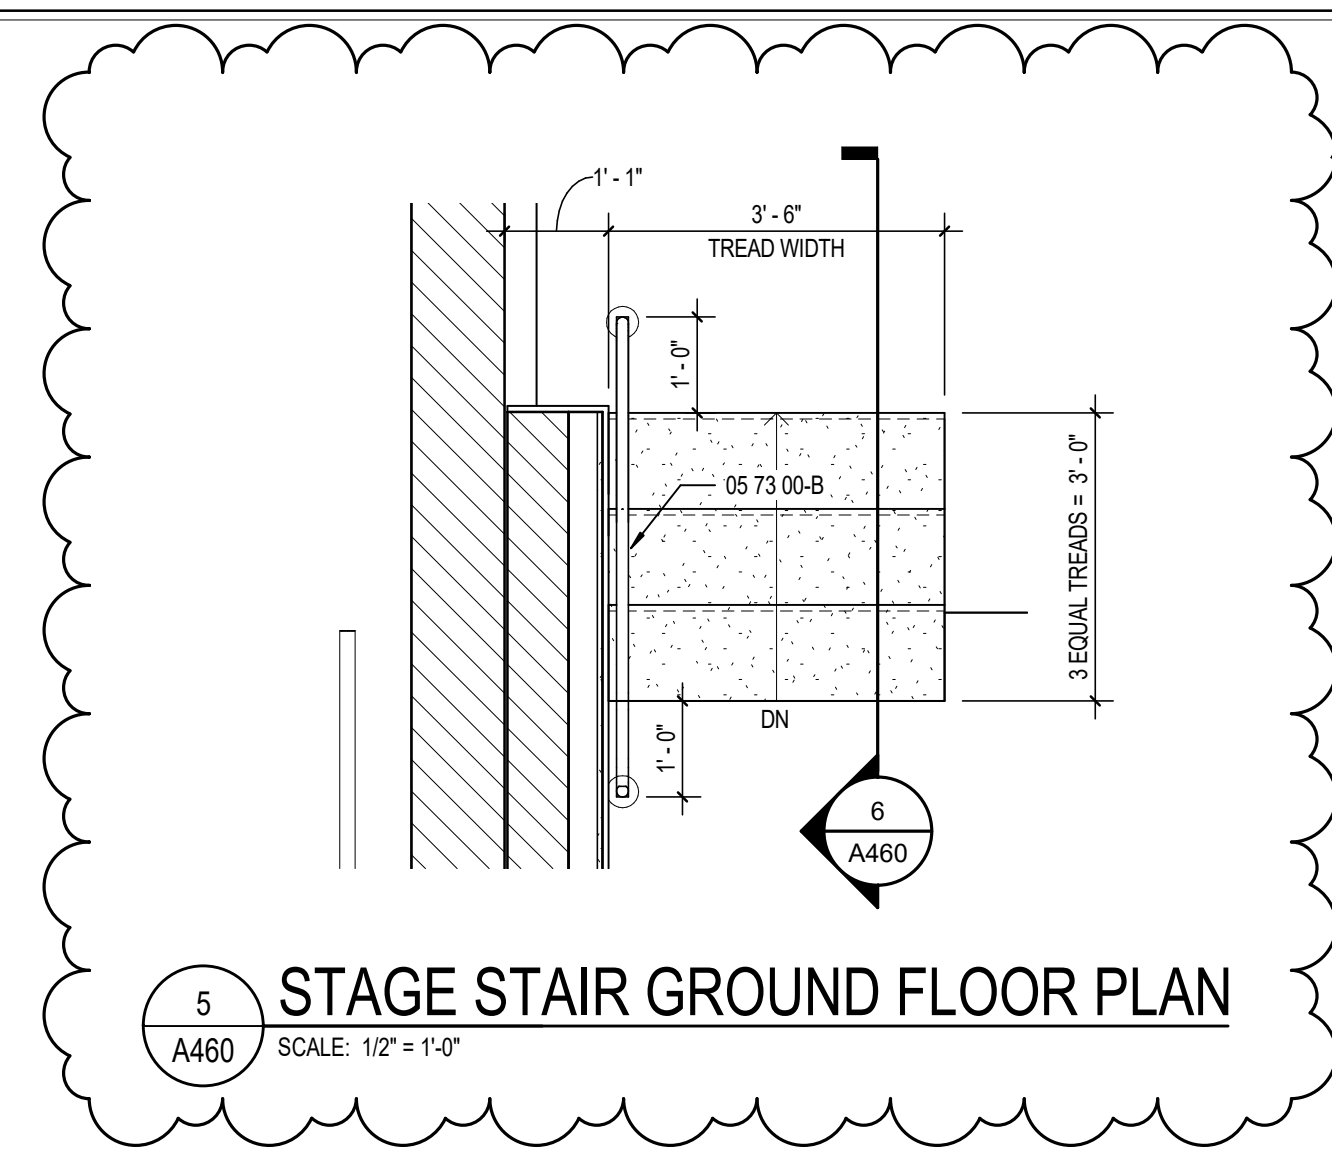 1' - 1"
3' - 6"
TREAD WIDTH
1' - 0"
05 73 00-B
3 EQUAL TREADS = 3' - 0"
DN
1' - 0"
6
A460
5
A460
STAGE STAIR GROUND FLOOR PLAN
SCALE: 1/2" = 1'-0"